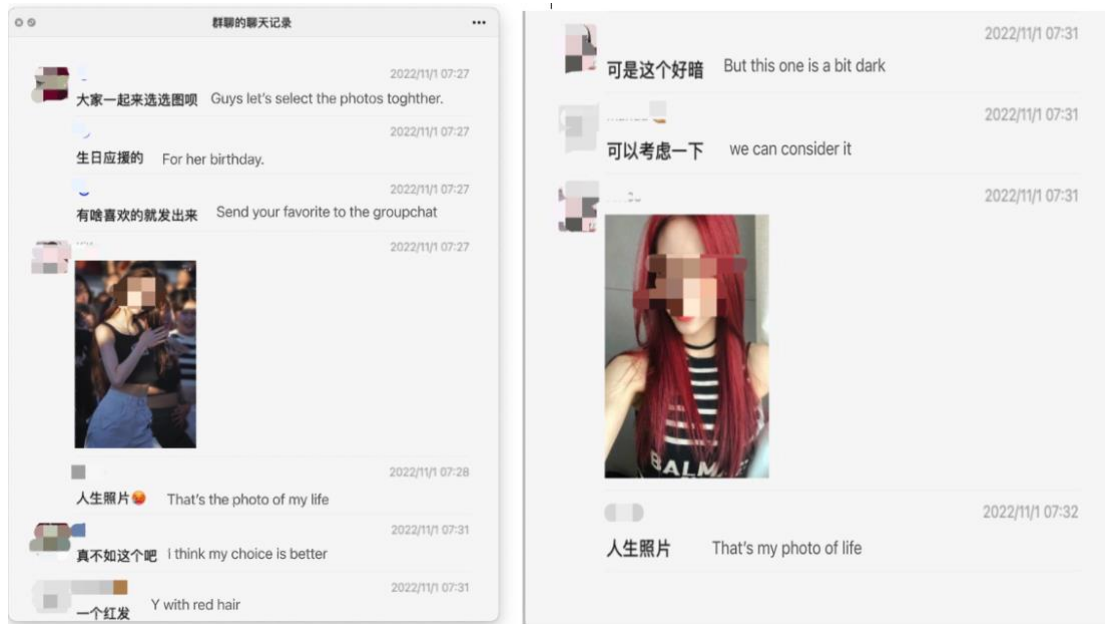 群聊的聊天记录
2022/11/1 07:27
大家一起来选选图呗 Guys let's select the photos toghther.
2022/11/1 07:27
生日应援的 For her birthday.
2022/11/1 07:27
有啥喜欢的就发出来 Send your favorite to the groupchat
2022/11/1 07:27
2022/11/1 07:28
人生照片 That's the photo of my life
2022/11/1 07:31
真不如这个吧 I think my choice is better
2022/11/1 07:31
一个红发 Y with red hair
2022/11/1 07:31
可是这个好暗 But this one is a bit dark
2022/11/1 07:31
可以考虑一下 we can consider it
2022/11/1 07:31
BALMA
2022/11/1 07:32
人生照片 That's my photo of life